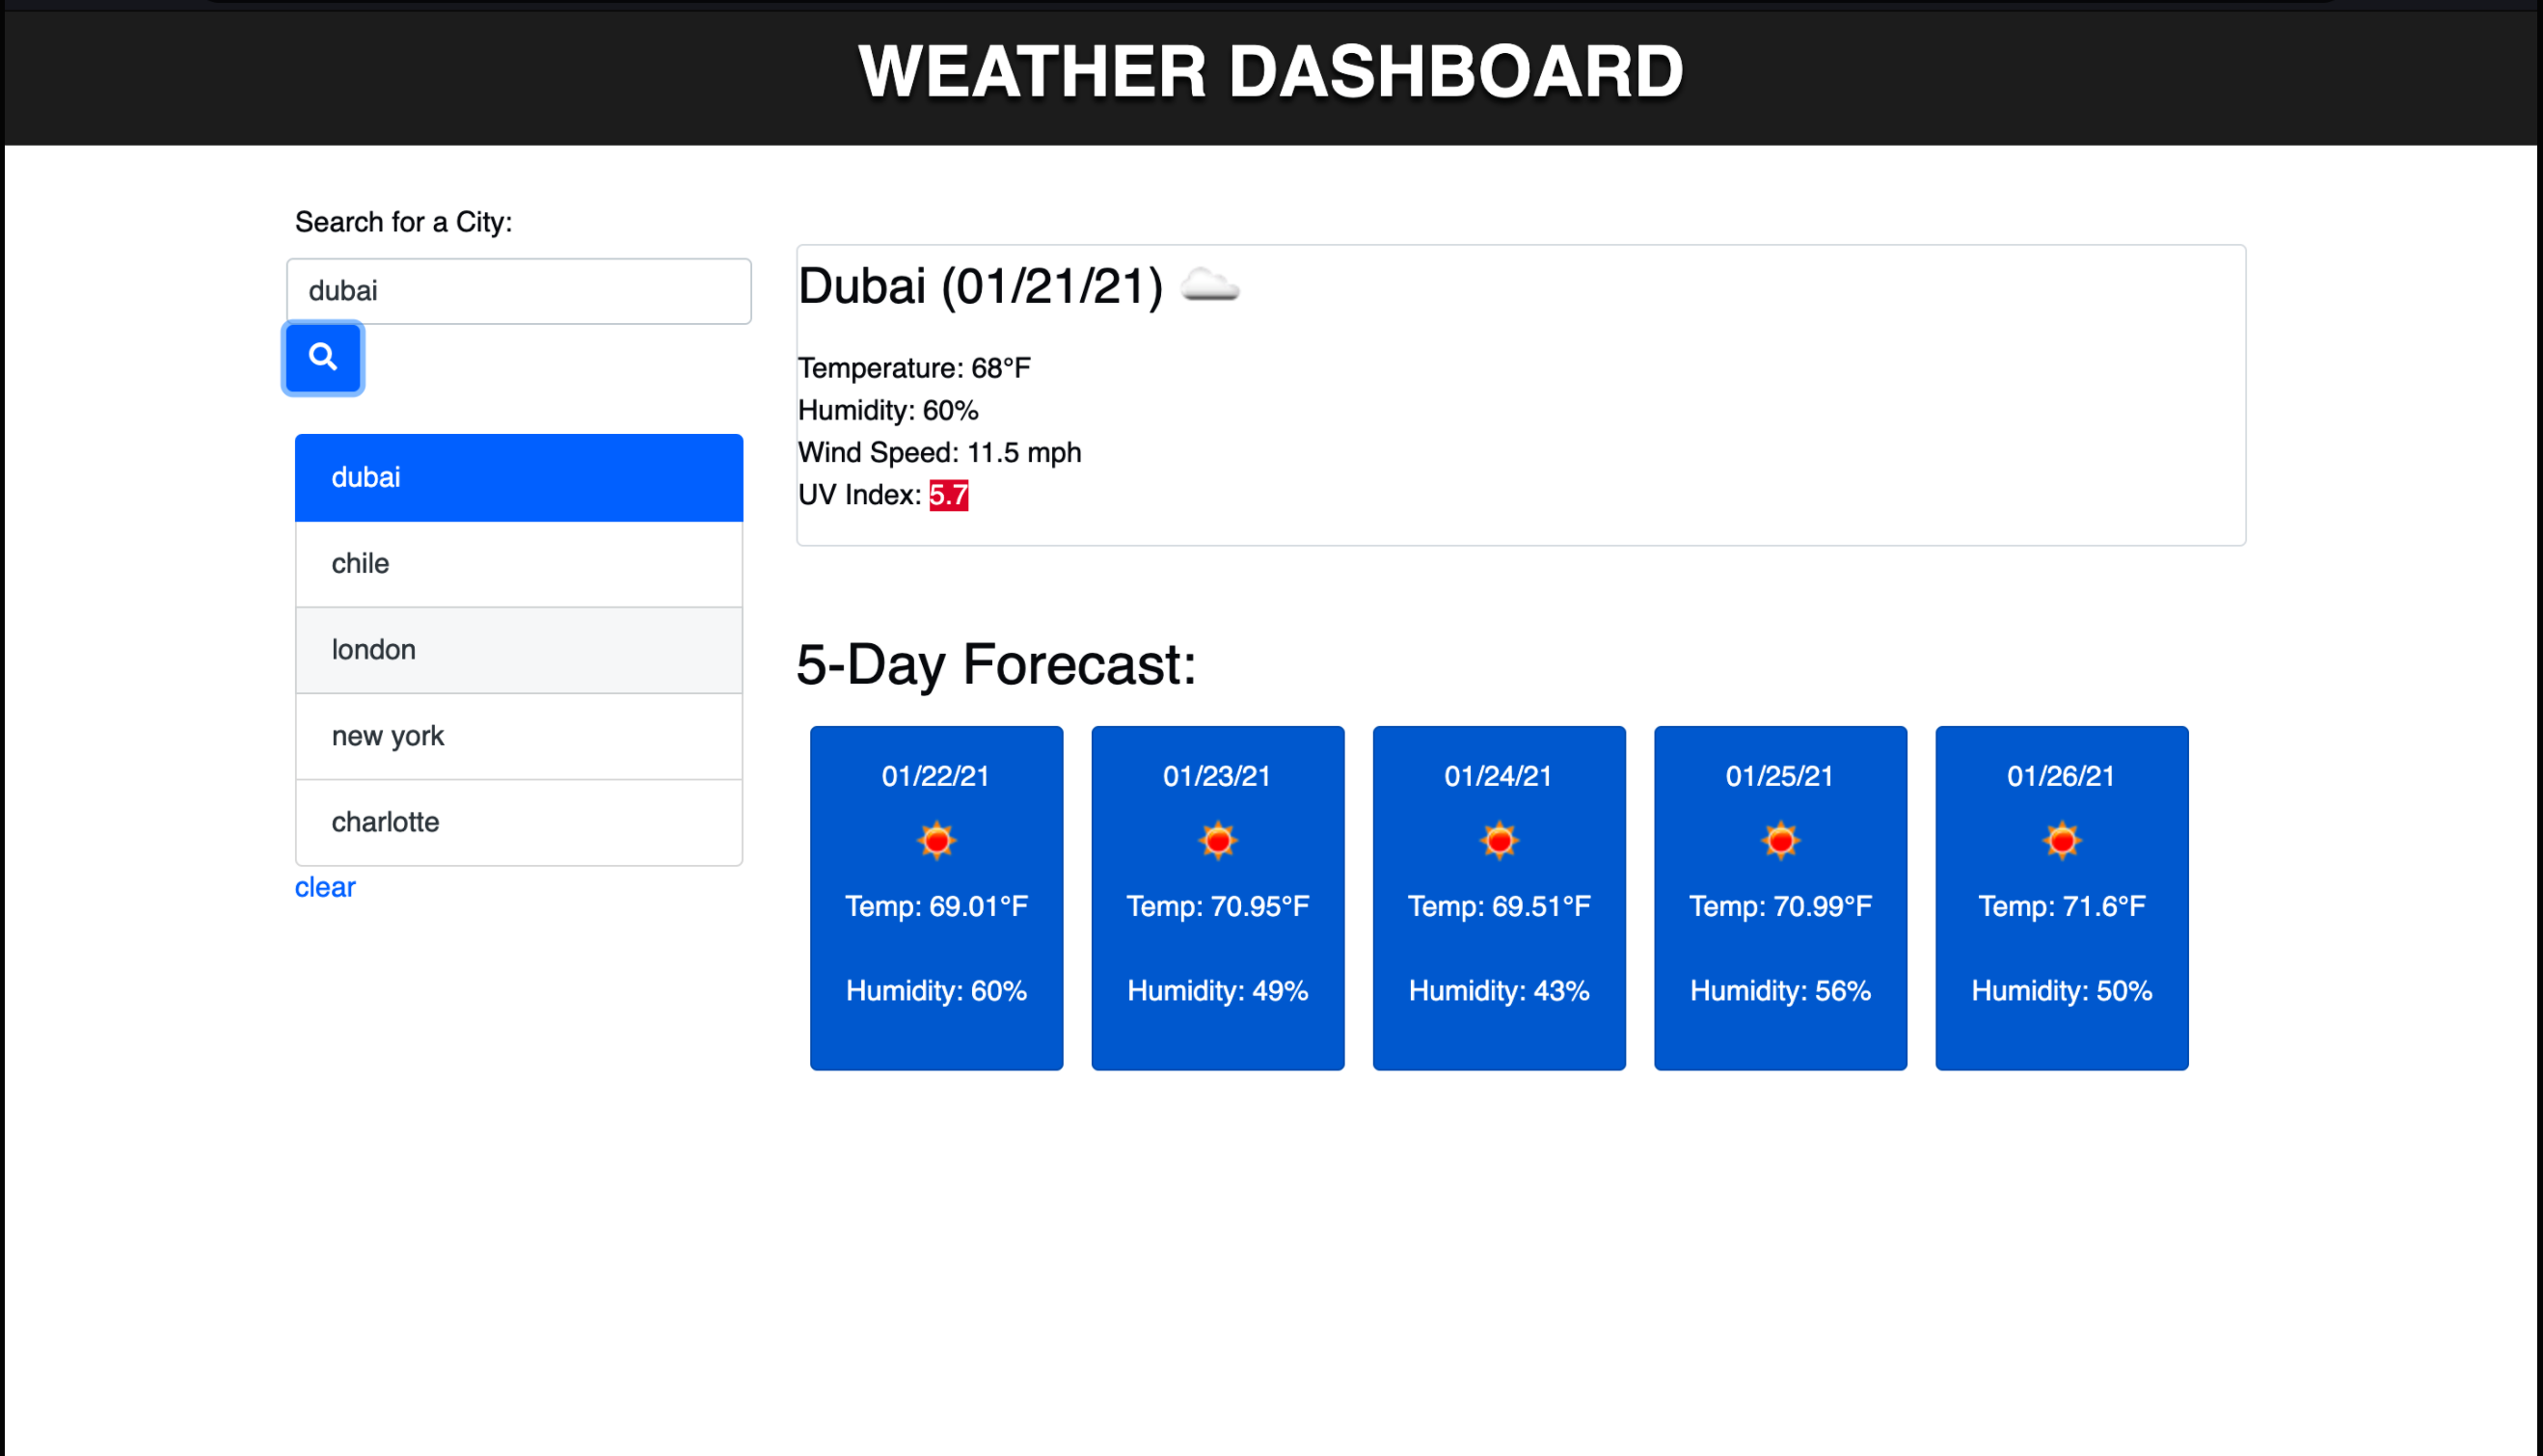 WEATHER DASHBOARD
Search for a City:
dubai
dubai
chile
london
new york
charlotte
clear
Dubai (01/21/21)
Temperature: 68°F
Humidity: 60%
Wind Speed: 11.5 mph
UV Index: 5.7
5-Day Forecast:
01/22/21
Temp: 69.01°F
Humidity: 60%
01/23/21
Temp: 70.95°F
Humidity: 49%
01/24/21
Temp: 69.51°F
Humidity: 43%
01/25/21
Temp: 70.99°F
Humidity: 56%
01/26/21
Temp: 71.6°F
Humidity: 50%